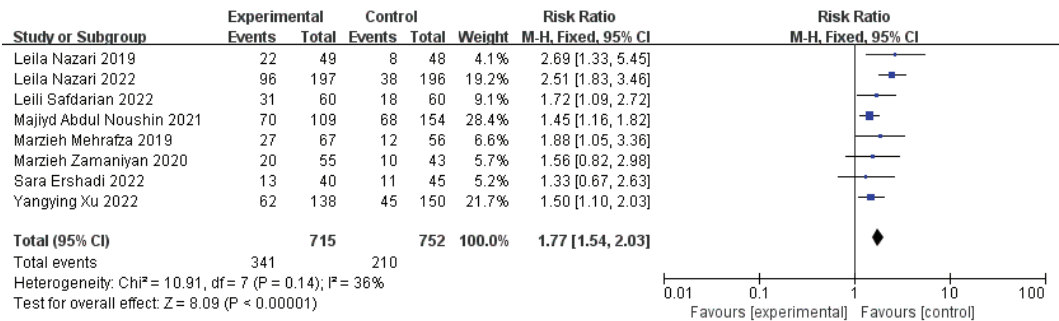 Experimental Control Risk Ratio Risk Ratio
Study or Subgroup Events Total Events Total Weight M-H, Fixed, 95% CI M-H, Fixed, 95% CI
Leila Nazari 2019 22 49 8 48 4.1% 2.69 [1.33, 5.45]
Leila Nazari 2022 96 197 38 196 19.2% 2.51 [1.83, 3.46]
Leili Safdarian 2022 31 60 18 60 9.1% 1.72 [1.09, 2.72]
Majiyd Abdul Noushin 2021 70 109 68 154 28.4% 1.45 [1.16, 1.82]
Marzieh Mehrafza 2019 27 67 12 56 6.6% 1.88 [1.05, 3.36]
Marzieh Zamaniyan 2020 20 55 10 43 5.7% 1.56 [0.82, 2.98]
Sara Ershadi 2022 13 40 11 45 5.2% 1.33 [0.67, 2.63]
Yangying Xu 2022 62 138 45 150 21.7% 1.50 [1.10, 2.03]
Total (95% CI) 715 752 100.0% 1.77 [1.54, 2.03]
Total events 341 210
Heterogeneity: Chi² = 10.91, df = 7 (P = 0.14); I² = 36%
Test for overall effect: Z = 8.09 (P < 0.00001)
0.01 0.1 1 10 100
Favours [experimental] Favours [control]